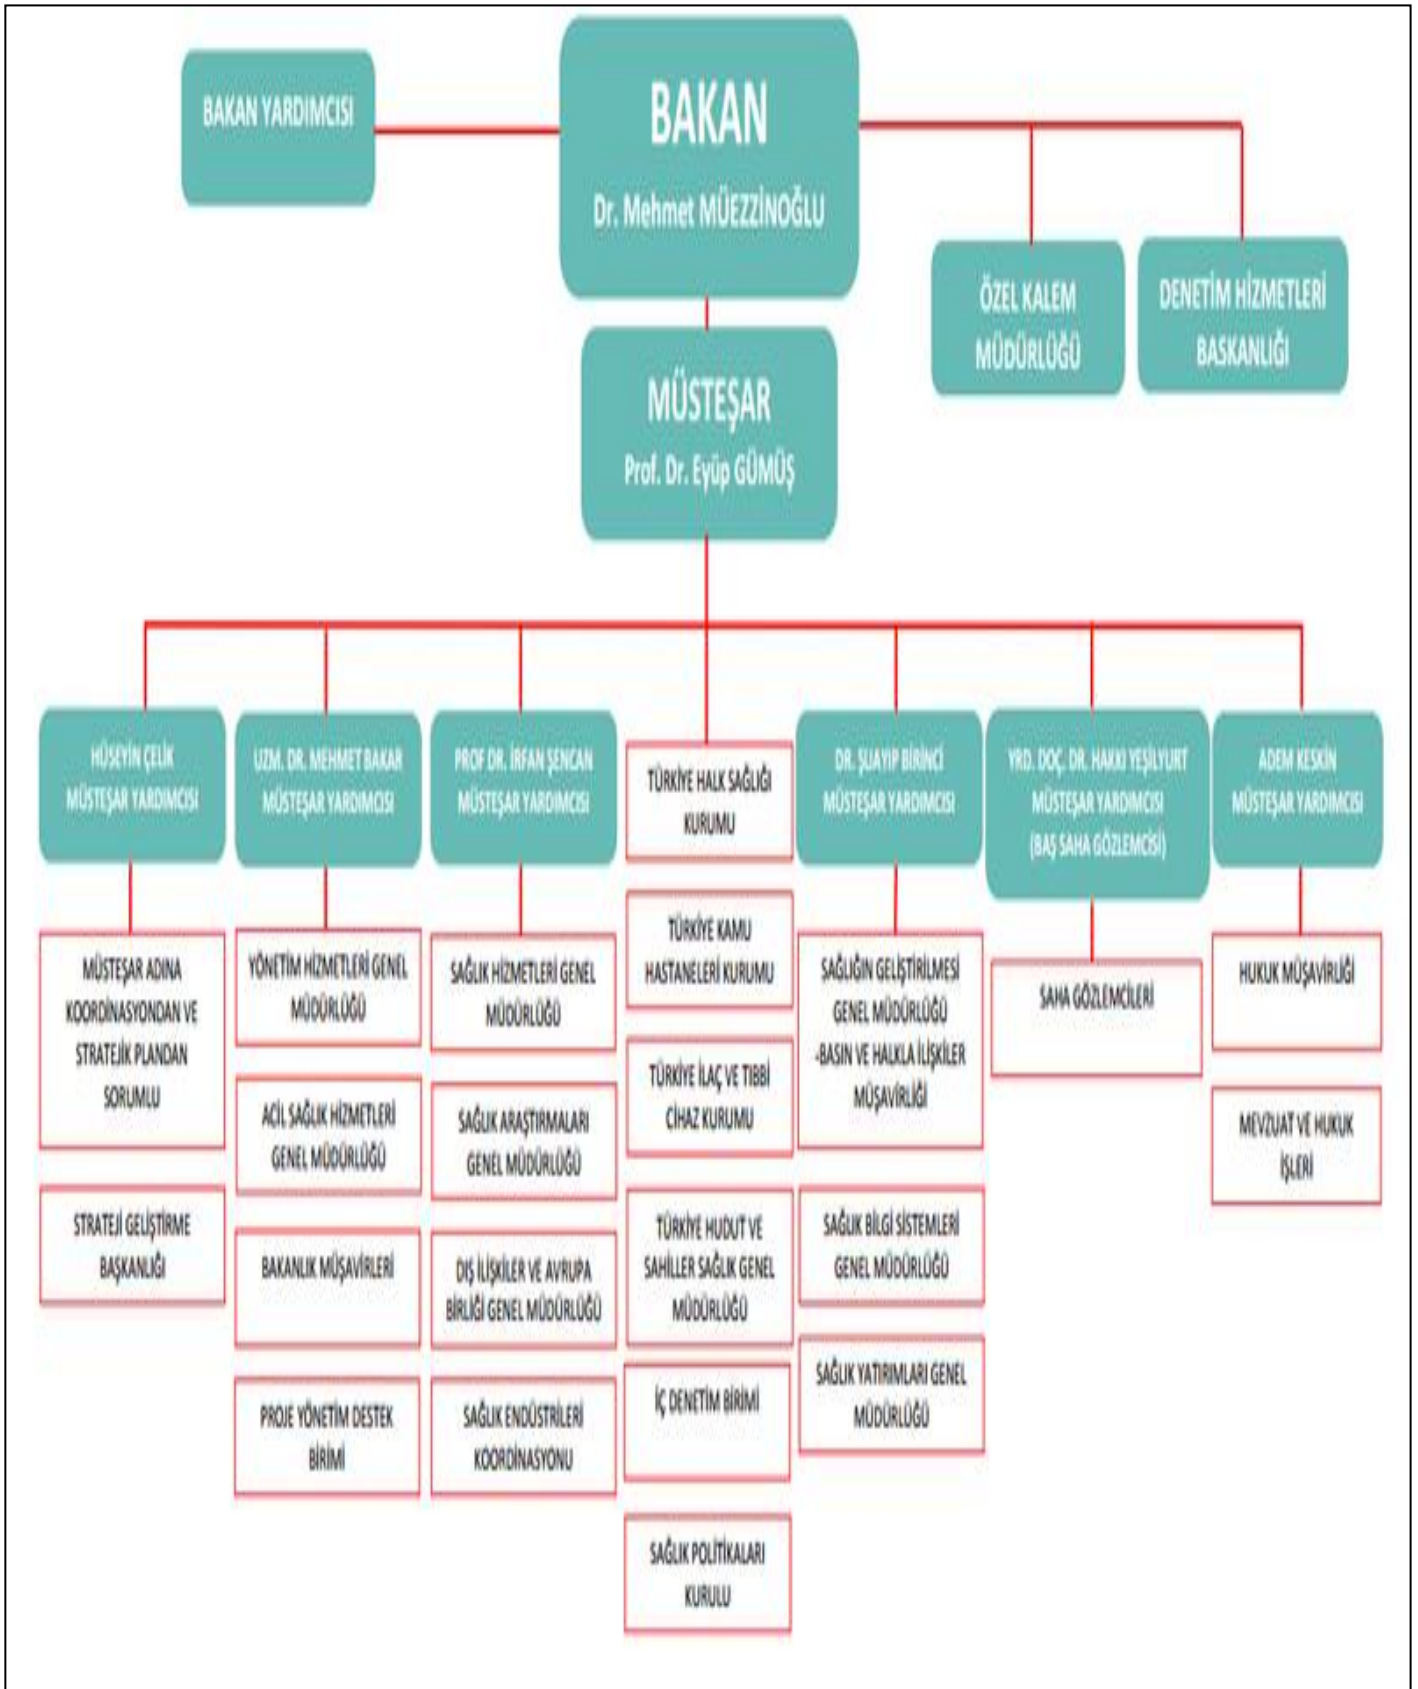 BAKAN YARDIMCISI
BAKAN
Dr. Mehmet MÜEZZİNOĞLU
ÖZEL KALEM
MÜDÜRLÜĞÜ
DENETİM HİZMETLERİ
BASKANLIĞI
MÜSTEŞAR
Prof. Dr. Eyüp GÜMÜŞ
HÜSEYİN ÇELİK
MÜSTEŞAR YARDIMCISI
MÜSTEŞAR ADINA
KOORDİNASYONDAN VE
STRATEJİK PLANDAN
SORUMLU
STRATEJİ GELİŞTİRME
BAŞKANLIĞI
UZM. DR. MEHMET BAKAR
MÜSTEŞAR YARDIMCISI
YÖNETİM HİZMETLERİ GENEL
MÜDÜRLÜĞÜ
ACİL SAĞLIK HİZMETLERİ
GENEL MÜDÜRLÜĞÜ
BAKANLIK MÜŞAVİRLERİ
PROJE YÖNETİM DESTEK
BİRİMİ
PROF DR. İRFAN ŞENCAN
MÜSTEŞAR YARDIMCISI
SAĞLIK HİZMETLERİ GENEL
MÜDÜRLÜĞÜ
SAĞLIK ARAŞTIRMALARI
GENEL MÜDÜRLÜĞÜ
DIŞ İLİŞKİLER VE AVRUPA
BİRLİĞİ GENEL MÜDÜRLÜĞÜ
SAĞLIK ENDÜSTRİLERİ
KOORDİNASYONU
TÜRKİYE HALK SAĞLIĞI
KURUMU
TÜRKİYE KAMU
HASTANELERİ KURUMU
TÜRKİYE İLAÇ VE TIBBİ
CİHAZ KURUMU
TÜRKİYE HUDUT VE
SAHİLLER SAĞLIK GENEL
MÜDÜRLÜĞÜ
İÇ DENETİM BİRİMİ
SAĞLIK POLİTİKALARI
KURULU
DR. ŞUAYIP BİRİNCİ
MÜSTEŞAR YARDIMCISI
SAĞLIĞIN GELİŞTİRİLMESİ
GENEL MÜDÜRLÜĞÜ
-BASIN VE HALKLA İLİŞKİLER
MÜŞAVİRLİĞİ
SAĞLIK BİLGİ SİSTEMLERİ
GENEL MÜDÜRLÜĞÜ
SAĞLIK YATIRIMLARI GENEL
MÜDÜRLÜĞÜ
YRD. DOÇ. DR. HAKKI YEŞİLYURT
MÜSTEŞAR YARDIMCISI
(BAŞ SAHA GÖZLEMCİSİ)
SAHA GÖZLEMCİLERİ
ADEM KESKİN
MÜSTEŞAR YARDIMCISI
HUKUK MÜŞAVİRLİĞİ
MEVZUAT VE HUKUK
İŞLERİ